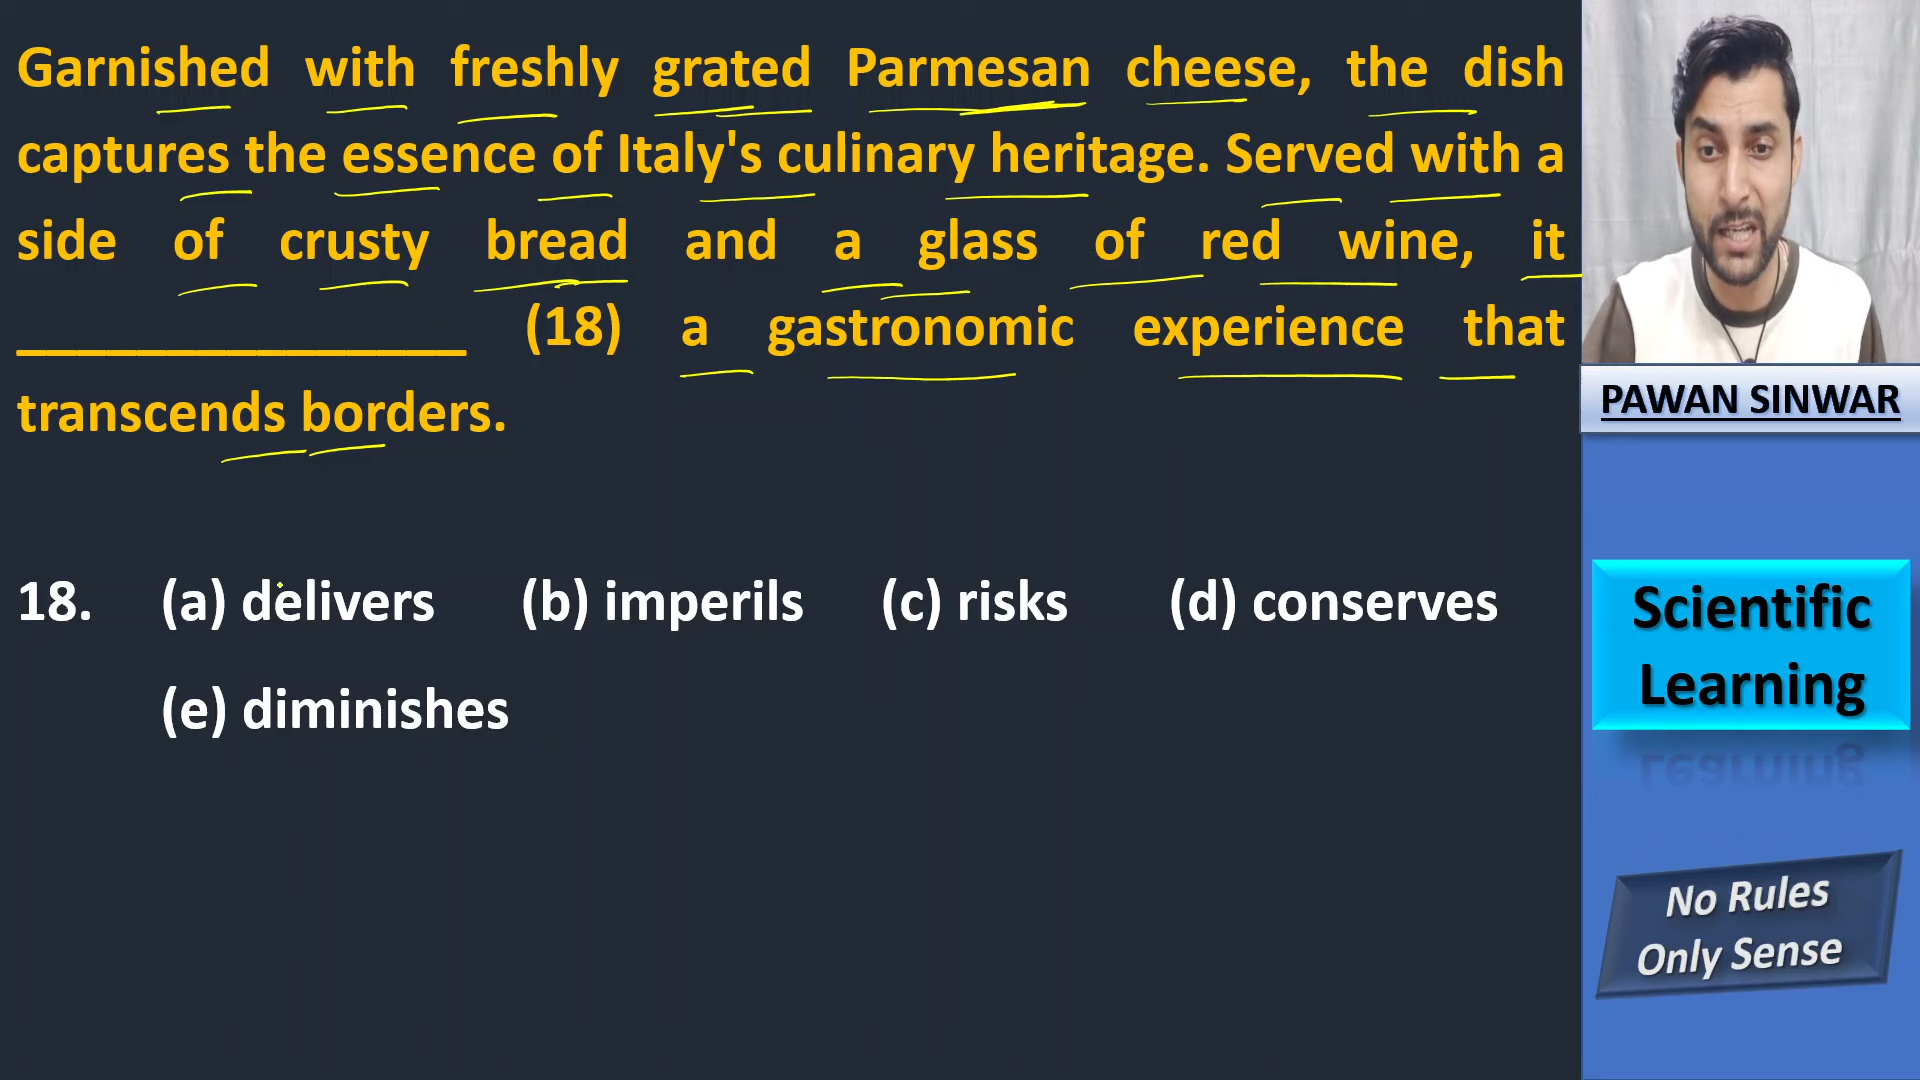 Garnished with freshly grated Parmesan cheese, the dish
captures the essence of Italy's culinary heritage. Served with a
side of crusty bread and a glass of red wine, it
_______________ (18) a gastronomic experience that
transcends borders.
18. (a) delivers (b) imperils (c) risks (d) conserves
(e) diminishes
PAWAN SINWAR
Scientific
Learning
No Rules
Only Sense